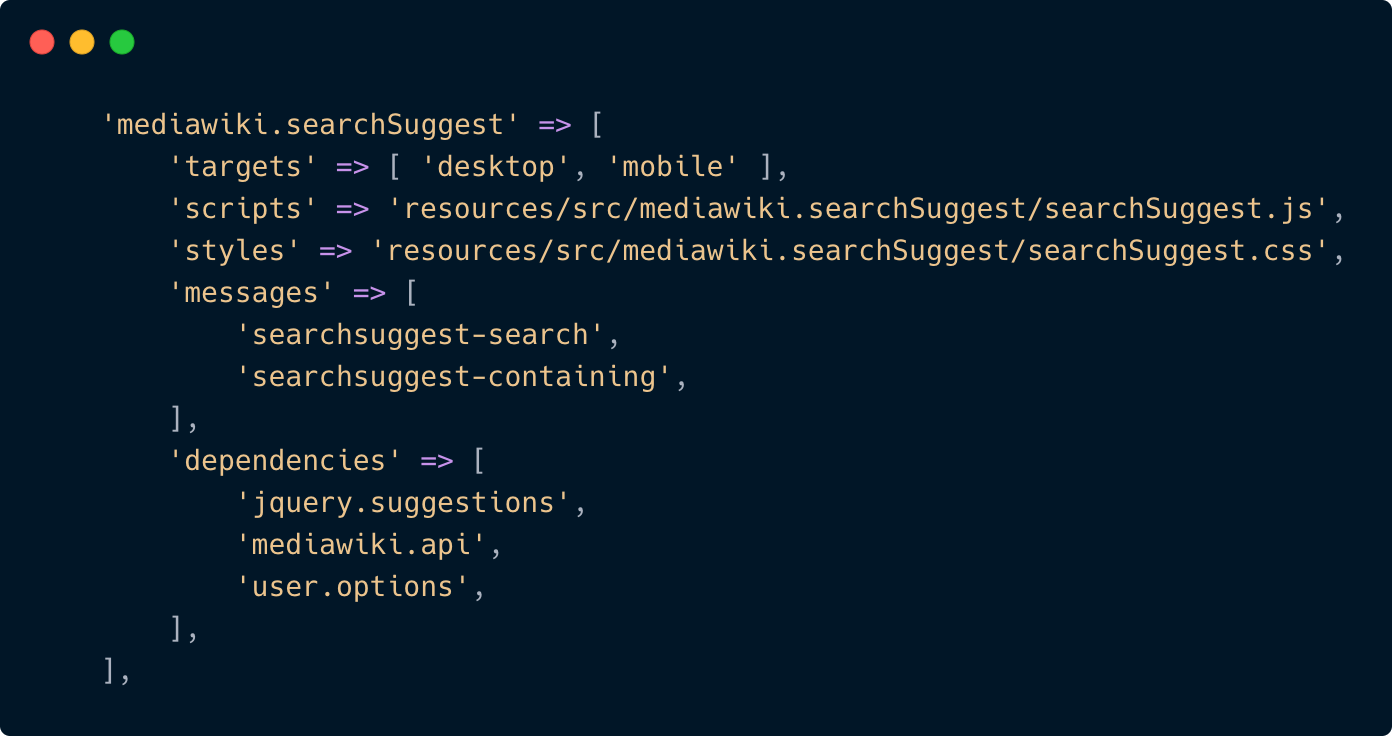 'mediawiki.searchSuggest' => [
    'targets' => [ 'desktop', 'mobile' ],
    'scripts' => 'resources/src/mediawiki.searchSuggest/searchSuggest.js',
    'styles' => 'resources/src/mediawiki.searchSuggest/searchSuggest.css',
    'messages' => [
        'searchsuggest-search',
        'searchsuggest-containing',
    ],
    'dependencies' => [
        'jquery.suggestions',
        'mediawiki.api',
        'user.options',
    ],
],